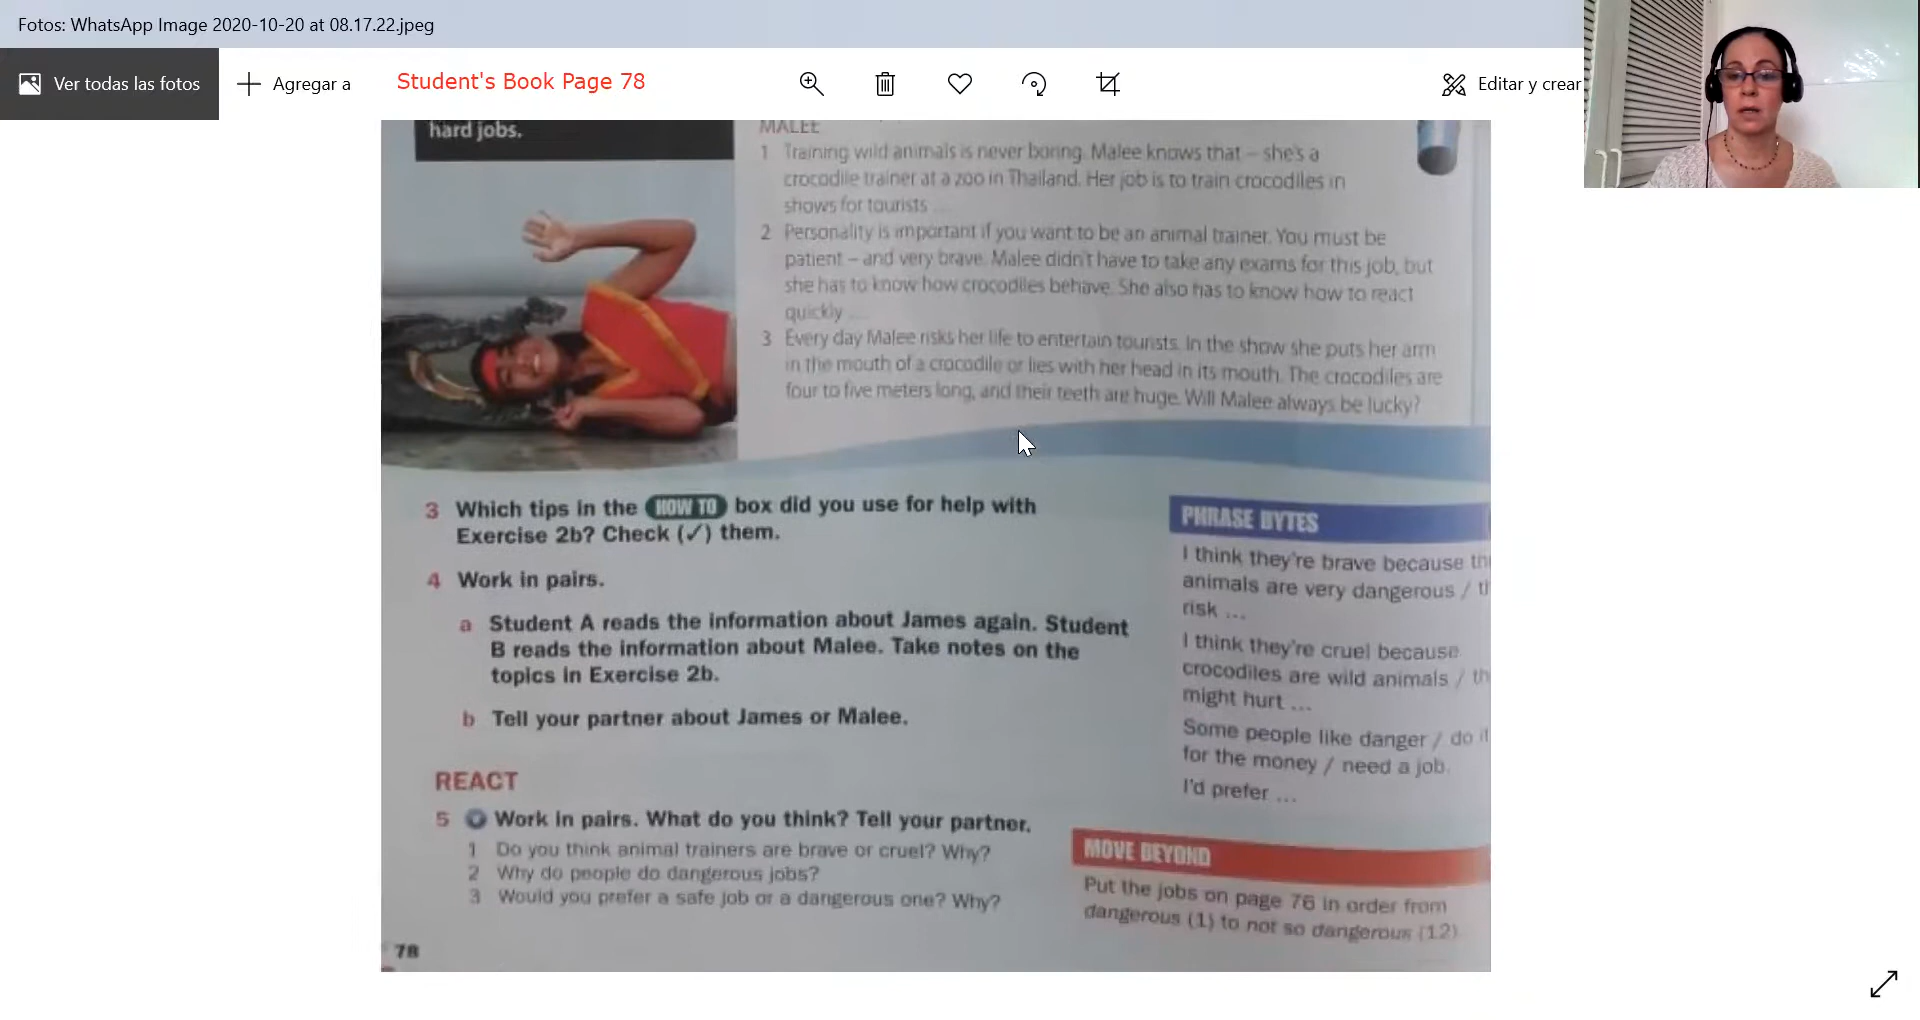 Fotos: WhatsApp Image 2020-10-20 at 08.17.22.jpeg
Ver todas las fotos
Agregar a
Student's Book Page 78
Editar y crear
hard jobs.
MALEE
1 Training wild animals is never boring. Malee knows that – she's a
crocodile trainer at a zoo in Thailand. Her job is to train crocodiles in
shows for tourists ...
2 Personality is important if you want to be an animal trainer. You must be
patient – and very brave. Malee didn't have to take any exams for this job, but
she has to know how crocodiles behave. She also has to know how to react
quickly ...
3 Every day Malee risks her life to entertain tourists. In the show she puts her arm
in the mouth of a crocodile or lies with her head in its mouth. The crocodiles are
four to five meters long, and their teeth are huge. Will Malee always be lucky?
3 Which tips in the HOW TO box did you use for help with
Exercise 2b? Check (✓) them.
4 Work in pairs.
a Student A reads the information about James again. Student
B reads the information about Malee. Take notes on the
topics in Exercise 2b.
b Tell your partner about James or Malee.
REACT
5 Work in pairs. What do you think? Tell your partner.
1 Do you think animal trainers are brave or cruel? Why?
2 Why do people do dangerous jobs?
3 Would you prefer a safe job or a dangerous one? Why?
78
PHRASE BYTES
I think they're brave because th
animals are very dangerous / t
risk ...
I think they're cruel because
crocodiles are wild animals / th
might hurt ...
Some people like danger / do it
for the money / need a job.
I'd prefer ...
MOVE BEYOND
Put the jobs on page 76 in order from
dangerous (1) to not so dangerous (12)